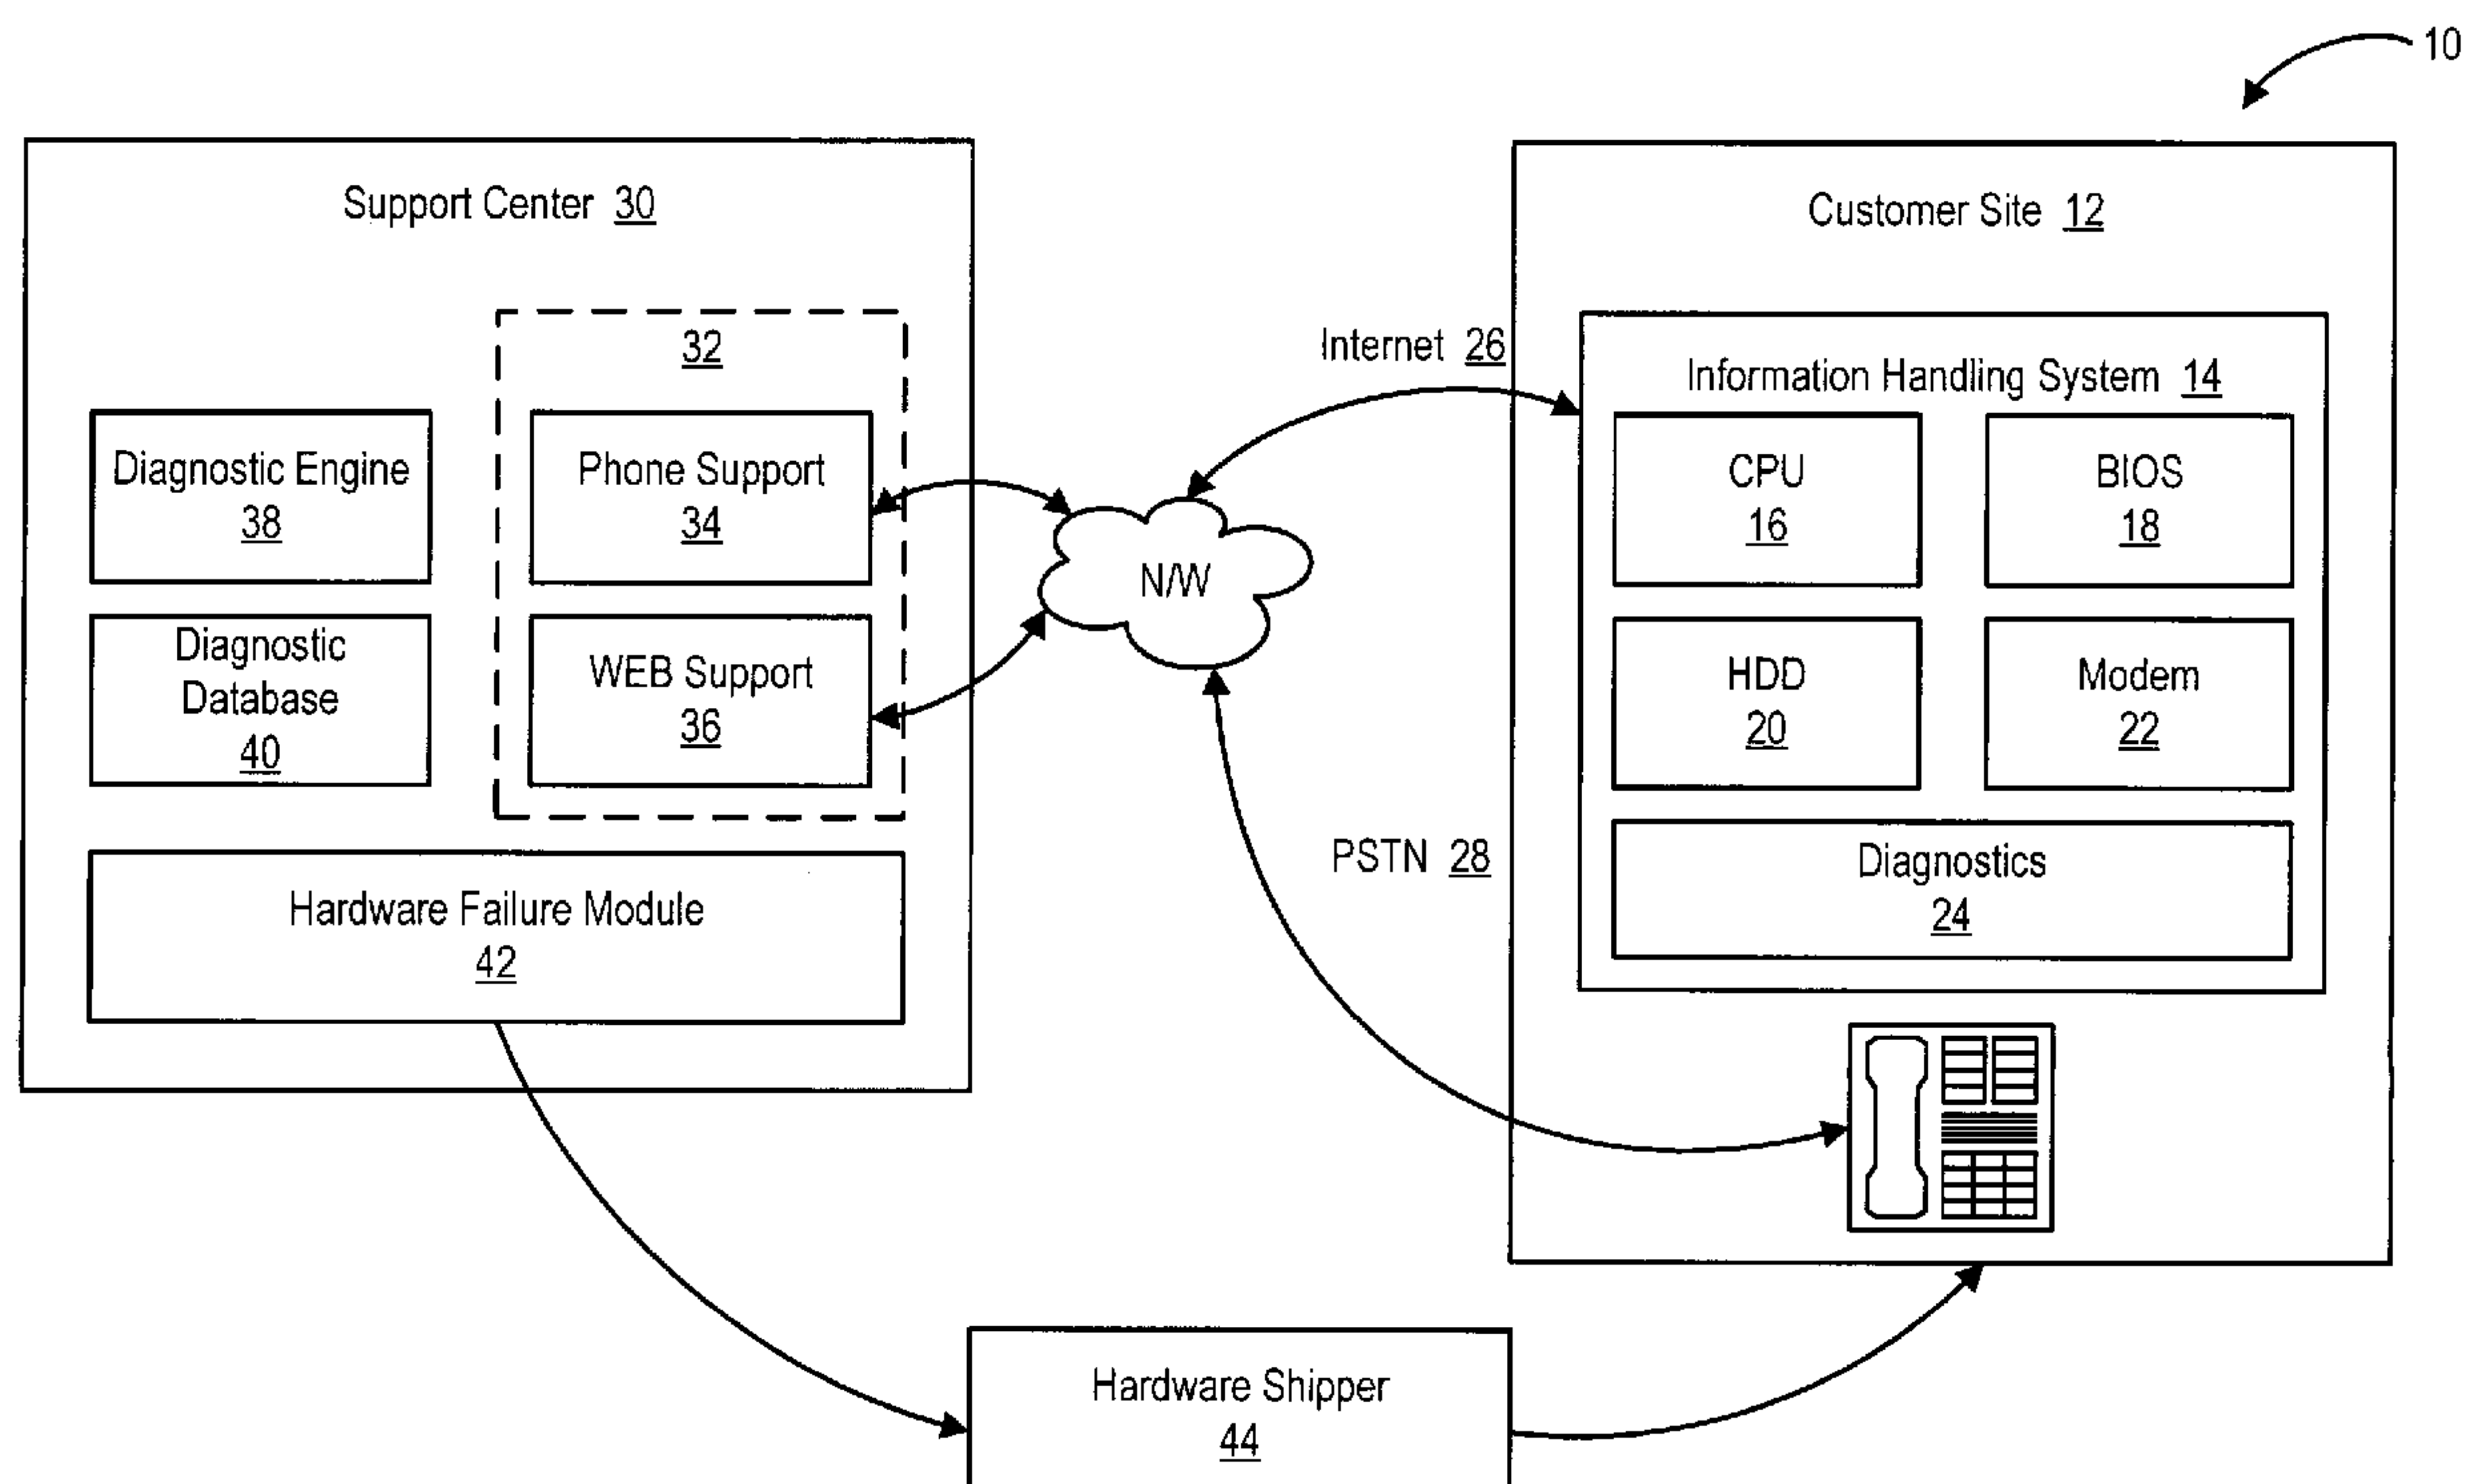 10
Support Center 30
32
Diagnostic Engine
38
Phone Support
34
Diagnostic
Database
40
WEB Support
36
Hardware Failure Module
42
Internet 26
N/W
PSTN 28
Customer Site 12
Information Handling System 14
CPU
16
BIOS
18
HDD
20
Modem
22
Diagnostics
24
Hardware Shipper
44